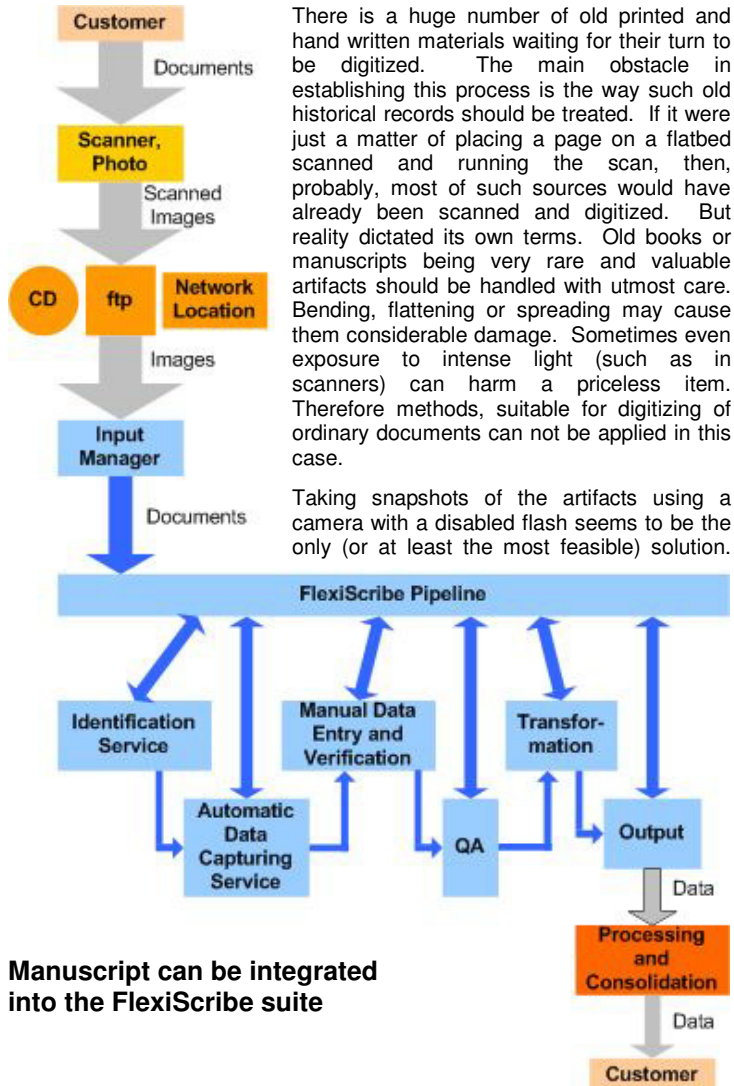 Customer
Documents
Scanner,
Photo
Scanned
Images
CD
ftp
Network
Location
Images
Input
Manager
Documents
There is a huge number of old printed and
hand written materials waiting for their turn to
be digitized. The main obstacle in
establishing this process is the way such old
historical records should be treated. If it were
just a matter of placing a page on a flatbed
scanned and running the scan, then,
probably, most of such sources would have
already been scanned and digitized. But
reality dictated its own terms. Old books or
manuscripts being very rare and valuable
artifacts should be handled with utmost care.
Bending, flattening or spreading may cause
them considerable damage. Sometimes even
exposure to intense light (such as in
scanners) can harm a priceless item.
Therefore methods, suitable for digitizing of
ordinary documents can not be applied in this
case.
Taking snapshots of the artifacts using a
camera with a disabled flash seems to be the
only (or at least the most feasible) solution.
FlexiScribe Pipeline
Identification
Service
Automatic
Data
Capturing
Service
Manual Data
Entry and
Verification
QA
Transfor-
mation
Output
Data
Processing
and
Consolidation
Data
Customer
Manuscript can be integrated
into the FlexiScribe suite